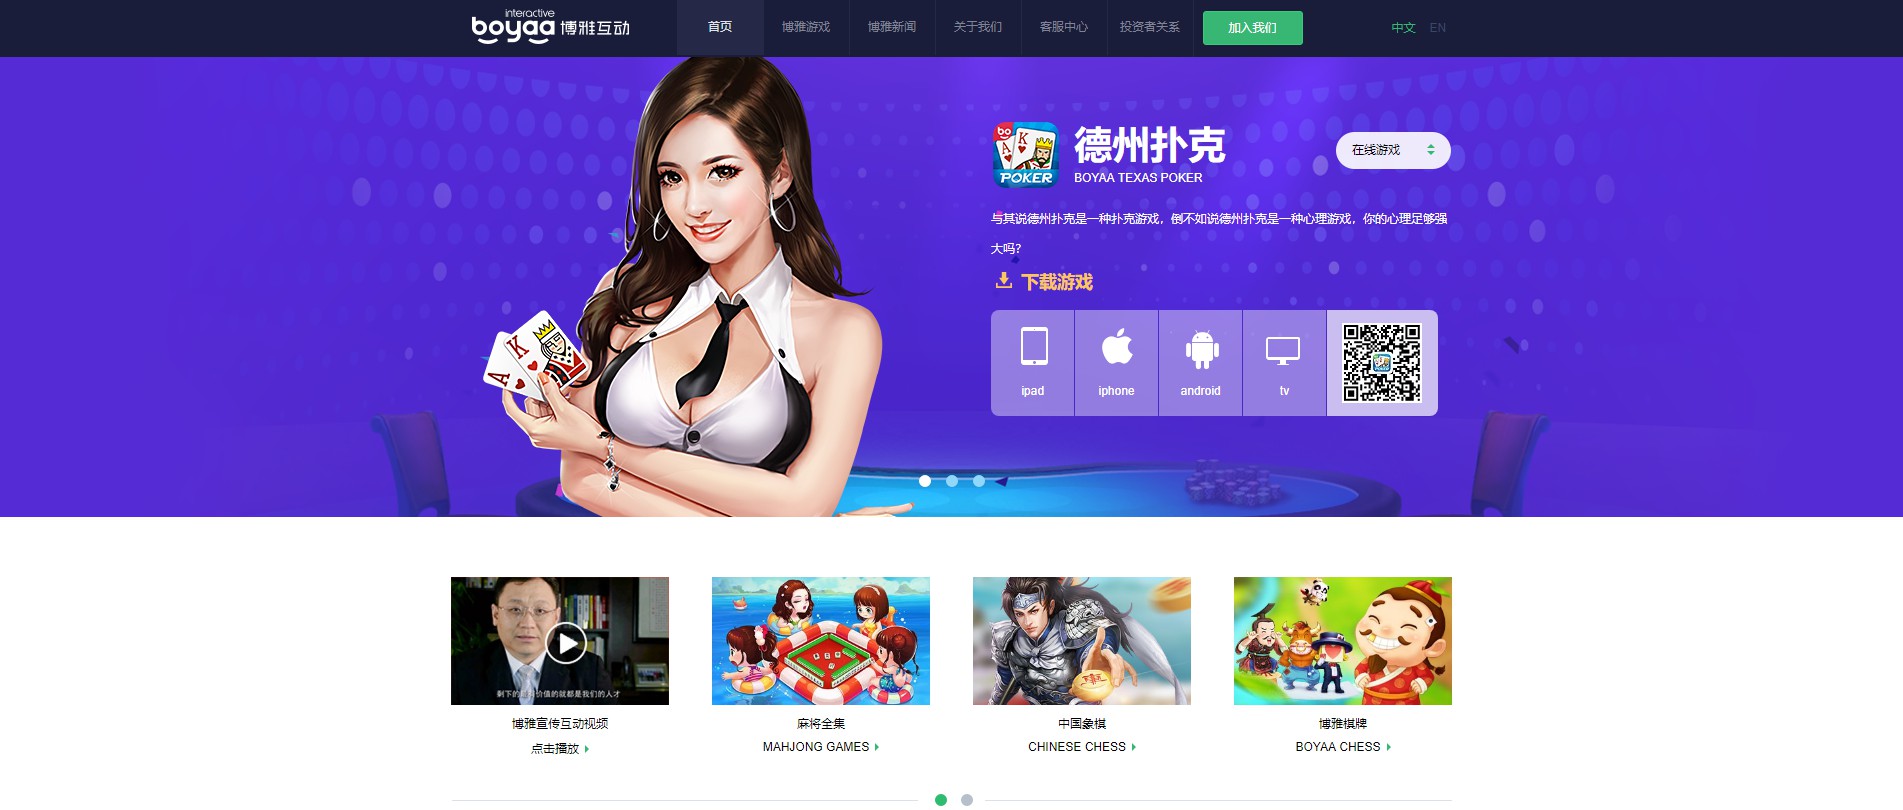 interactive
boyaa 博雅互动
首页
博雅游戏
博雅新闻
关于我们
客服中心
投资者关系
加入我们
中文
EN
德州扑克
BOYAA TEXAS POKER
在线游戏
与其说德州扑克是一种扑克游戏，倒不如说德州扑克是一种心理游戏，你的心理足够强
大吗?
下载游戏
ipad
iphone
android
tv
bo
A
K
POKER
A
K
剩下的最有价值的就都是我们的人才
博雅宣传互动视频
点击播放
麻将全集
MAHJONG GAMES
中国象棋
CHINESE CHESS
博雅棋牌
BOYAA CHESS